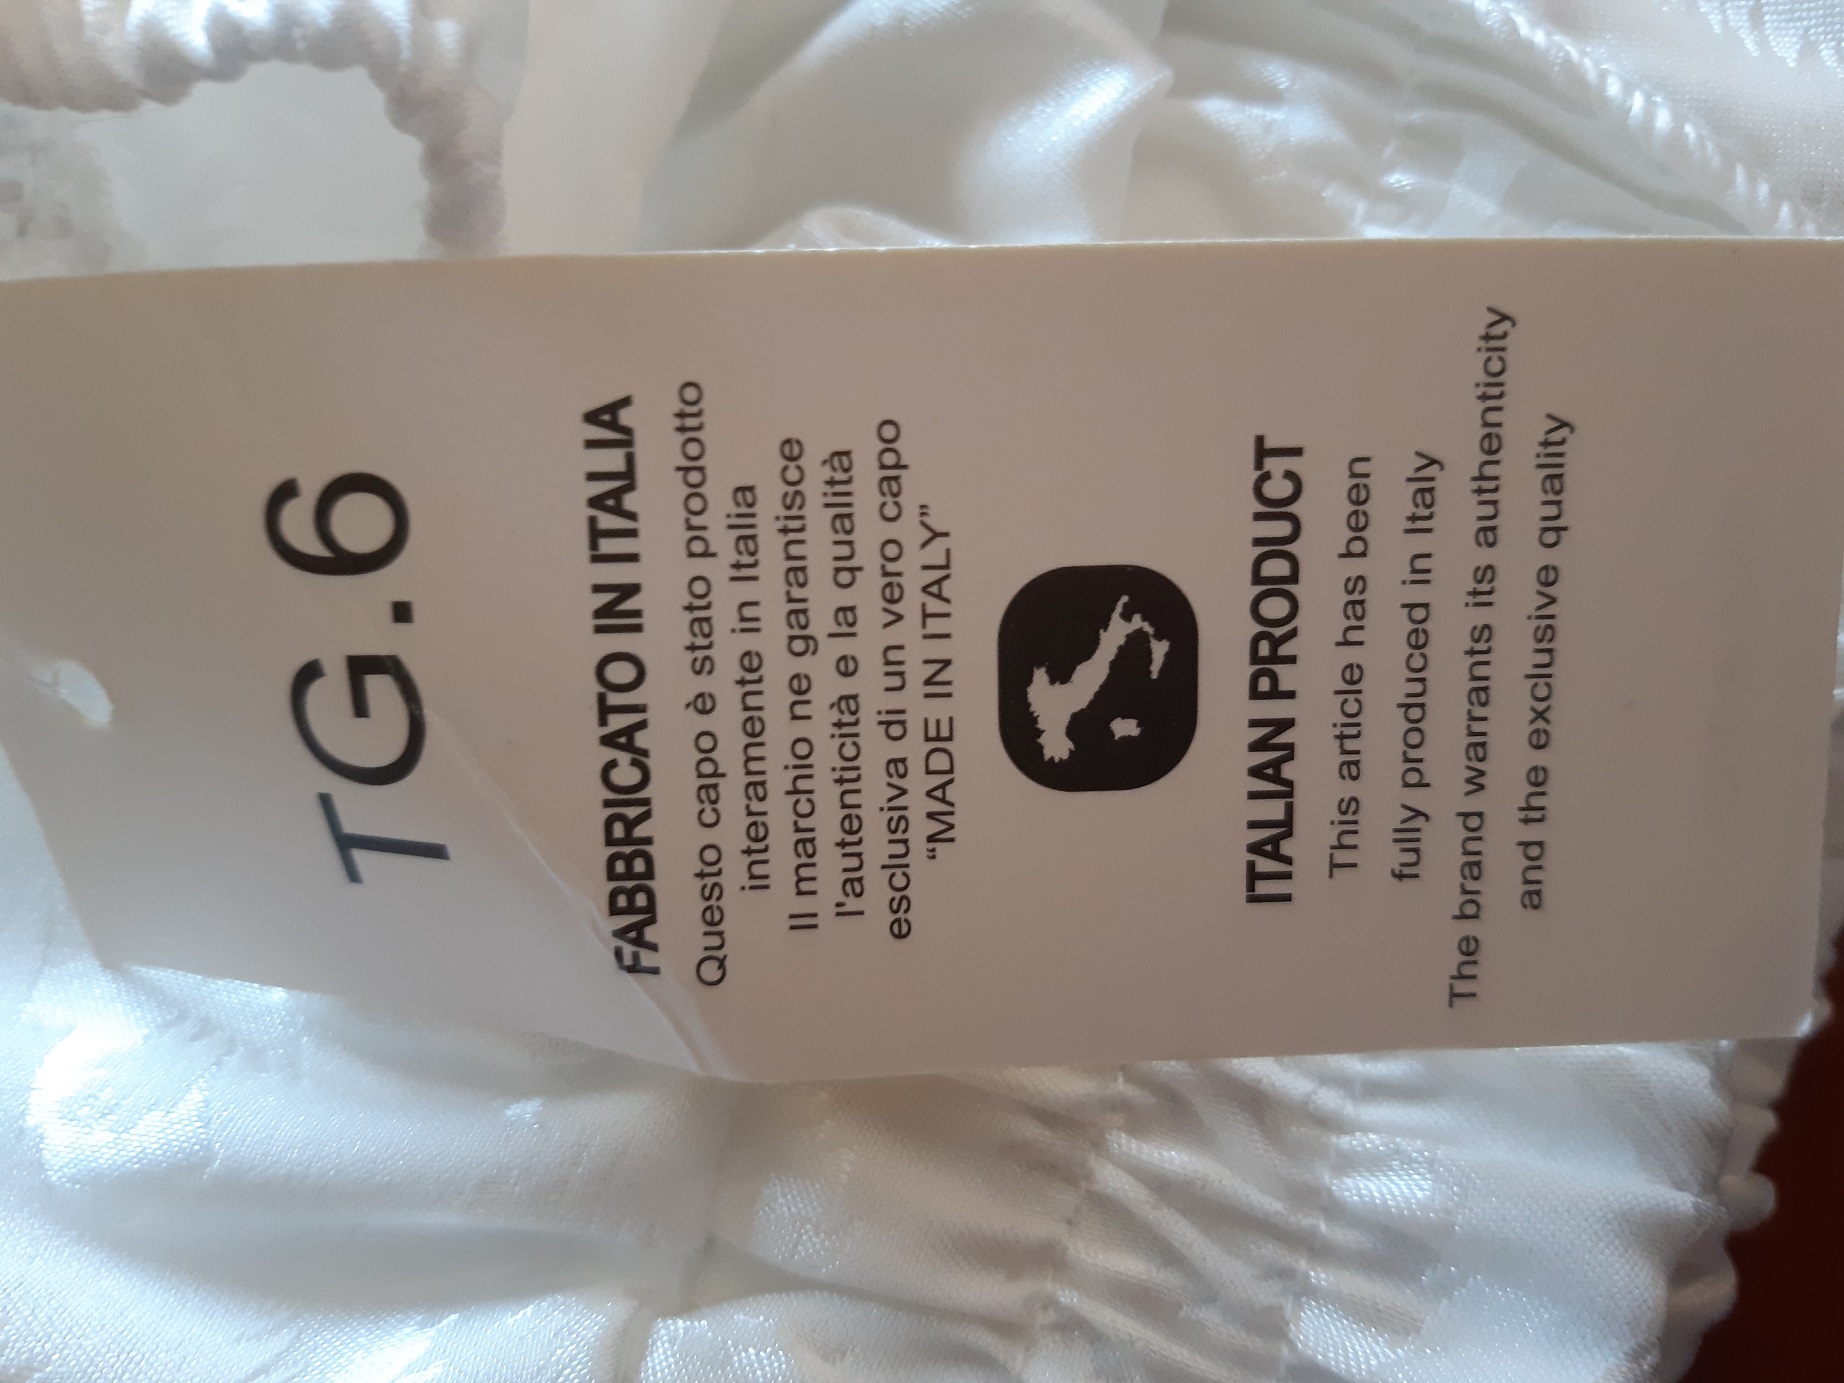 TG.6
FABBRICATO IN ITALIA
Questo capo è stato prodotto
interamente in Italia
Il marchio ne garantisce
l'autenticità e la qualità
esclusiva di un vero capo
“MADE IN ITALY”
ITALIAN PRODUCT
This article has been
fully produced in Italy
The brand warrants its authenticity
and the exclusive quality